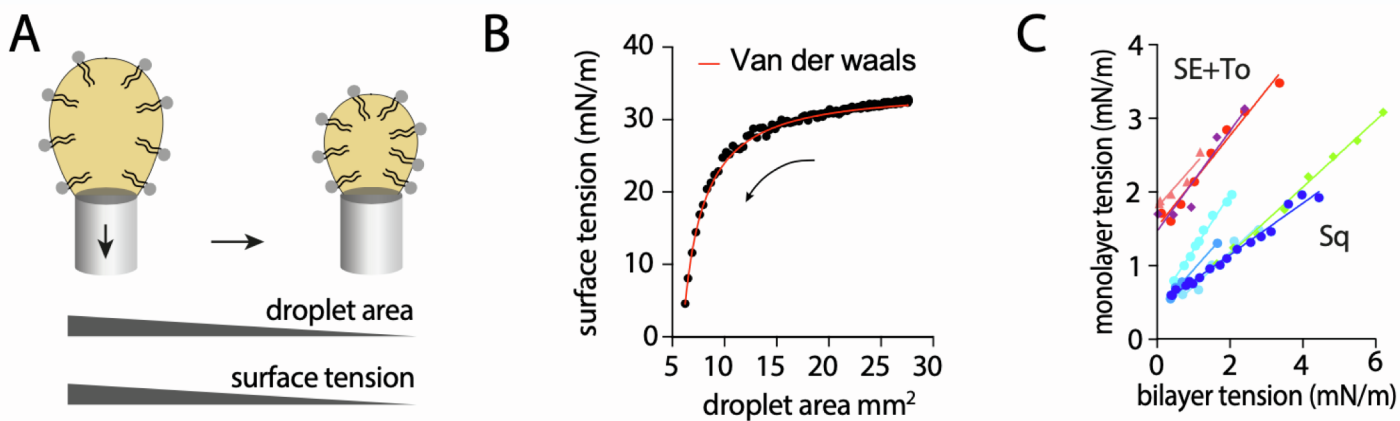 A
droplet area
surface tension
B
surface tension (mN/m)
40
30
20
10
0
Van der waals
5 10 15 20 25 30
droplet area mm²
C
monolayer tension (mN/m)
4
3
2
1
0
SE+To
Sq
0 2 4 6
bilayer tension (mN/m)